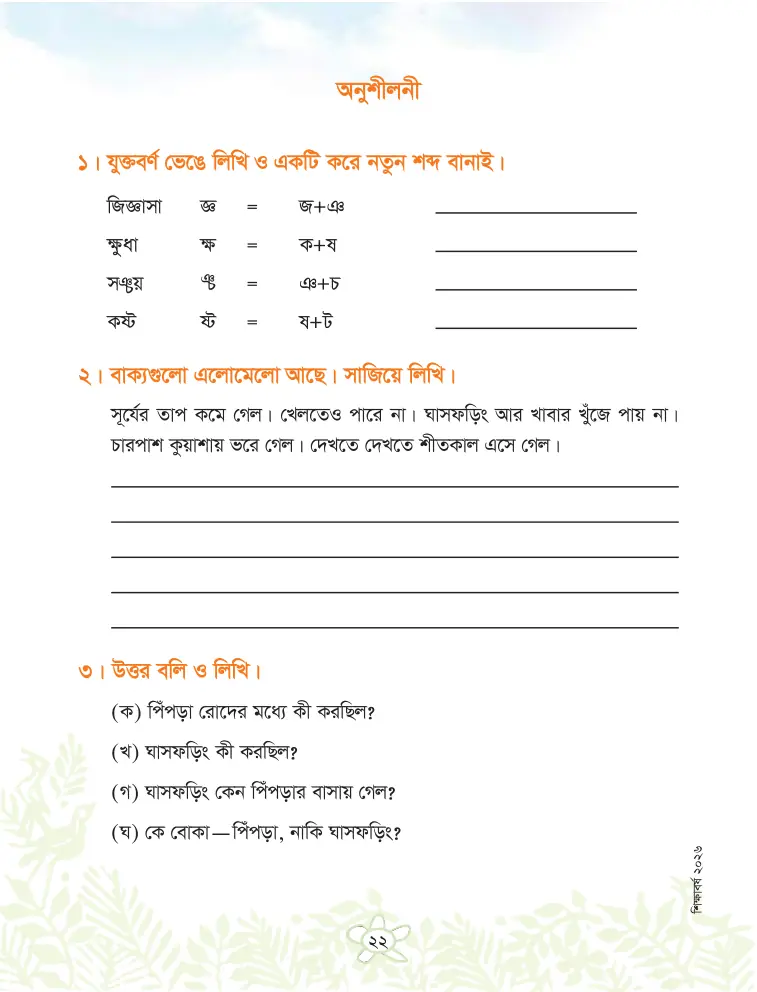 অনুশীলনী
১। যুক্তবর্ণ ভেঙে লিখি ও একটি করে নতুন শব্দ বানাই।
জিজ্ঞাসা জ্ঞ = জ+ঞ
ক্ষুধা ক্ষ = ক+ষ
সঞ্চয় ঞ্চ = ঞ+চ
কষ্ট ষ্ট = ষ+ট
২। বাক্যগুলো এলোমেলো আছে। সাজিয়ে লিখি।
সূর্যের তাপ কমে গেল। খেলতেও পারে না। ঘাসফড়িং আর খাবার খুঁজে পায় না।
চারপাশ কুয়াশায় ভরে গেল। দেখতে দেখতে শীতকাল এসে গেল।
৩। উত্তর বলি ও লিখি।
(ক) পিঁপড়া রোদের মধ্যে কী করছিল?
(খ) ঘাসফড়িং কী করছিল?
(গ) ঘাসফড়িং কেন পিঁপড়ার বাসায় গেল?
(ঘ) কে বোকা—পিঁপড়া, নাকি ঘাসফড়িং?
শিক্ষাবর্ষ ২০২৬
২২